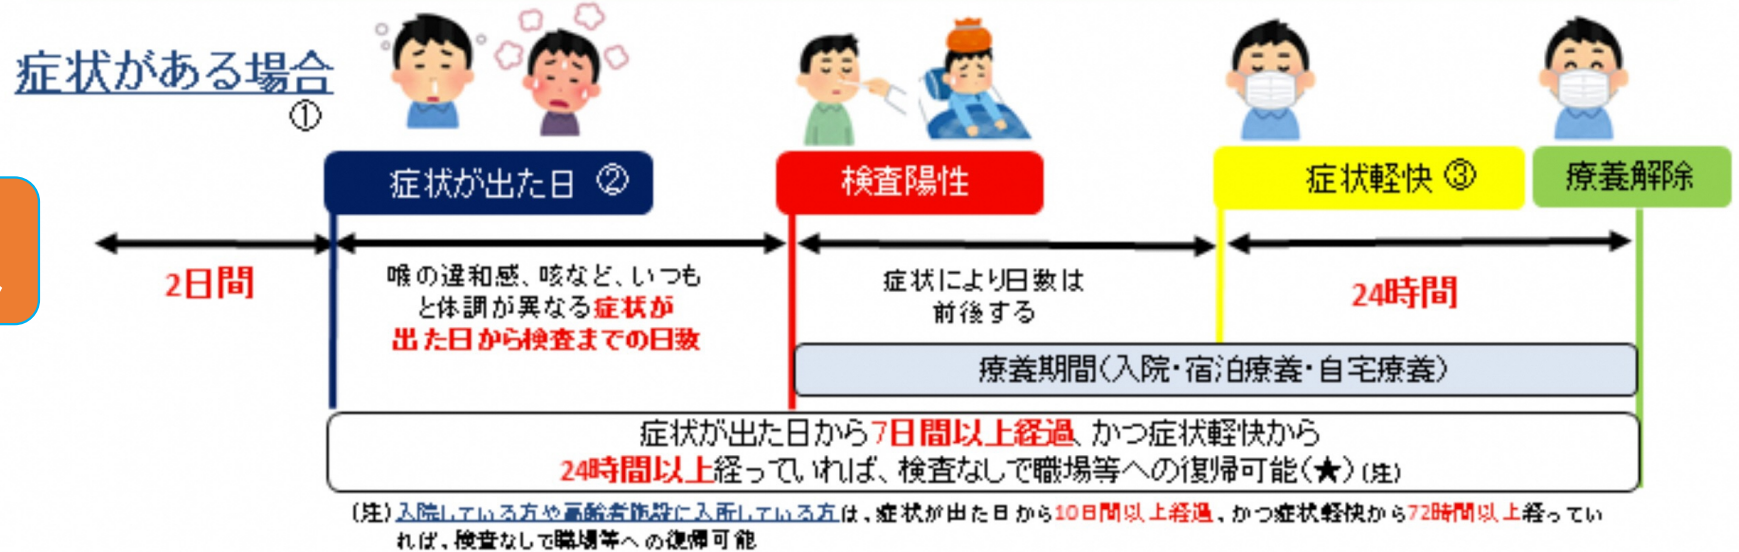 症状がある場合
①
症状が出た日 ②
検査陽性
症状軽快 ③
療養解除
2日間
喉の違和感、咳など、いつも
と体調が異なる症状が
出た日から検査までの日数
症状により日数は
前後する
24時間
療養期間(入院・宿泊療養・自宅療養)
症状が出た日から7日間以上経過、かつ症状軽快から
24時間以上経っていれば、検査なしで職場等への復帰可能(★)(注)
(注)入院している方や高齢者施設に入所している方は、症状が出た日から10日間以上経過、かつ症状軽快から72時間以上経ってい
れば、検査なしで職場等への復帰可能